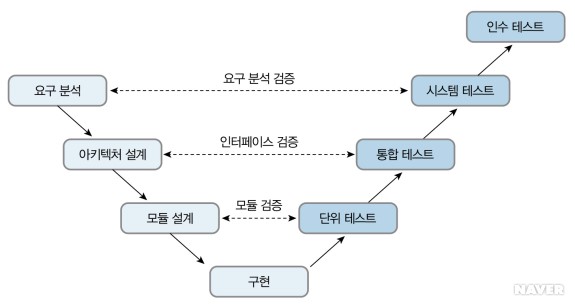 인수 테스트
요구 분석 검증
요구 분석
시스템 테스트
인터페이스 검증
아키텍처 설계
통합 테스트
모듈 검증
모듈 설계
단위 테스트
구현
NAVER